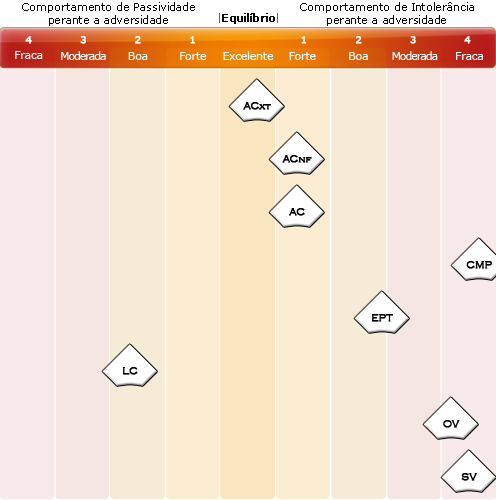 Comportamento de Passividade
perante a adversidade
|Equilíbrio|
Comportamento de Intolerância
perante a adversidade
4 3 2 1 1 2 3 4
Fraca Moderada Boa Forte Excelente Forte Boa Moderada Fraca
ACXT
ACNF
AC
CMP
EPT
LC
OV
SV